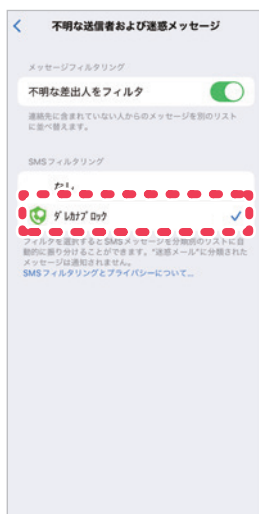 不明な送信者および迷惑メッセージ
メッセージフィルタリング
不明な差出人をフィルタ
連絡先に含まれていない人からのメッセージを別のリスト
に並べ替えます。
SMSフィルタリング
なし
ﾀﾞﾚｶﾅﾌﾞﾛｯｸ
フィルタを選択するとSMSメッセージを分類別のリストに自
動的に振り分けることができます。"迷惑メール"に分類された
メッセージは通知されません。
SMSフィルタリングとプライバシーについて...